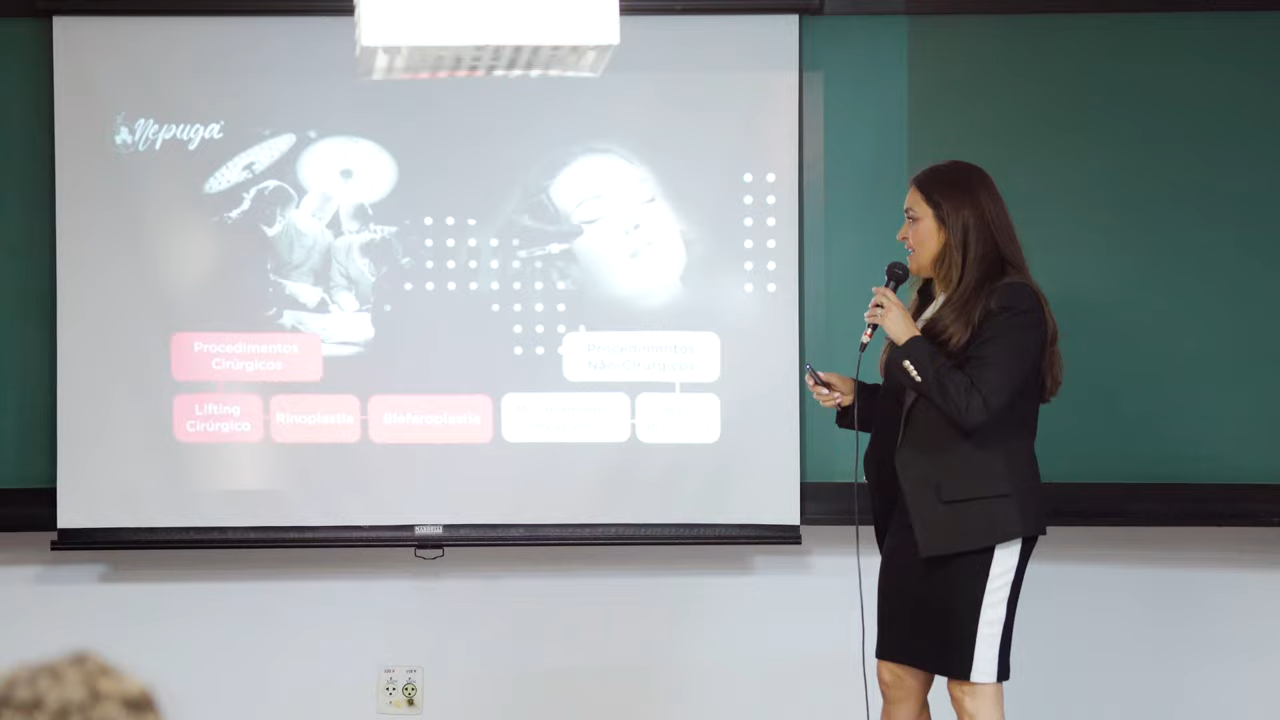 Nepuga
Procedimentos
Cirúrgicos
Procedimentos
Não Cirúrgicos
Lifting
Cirúrgico
Rinoplastia
Blefaroplastia